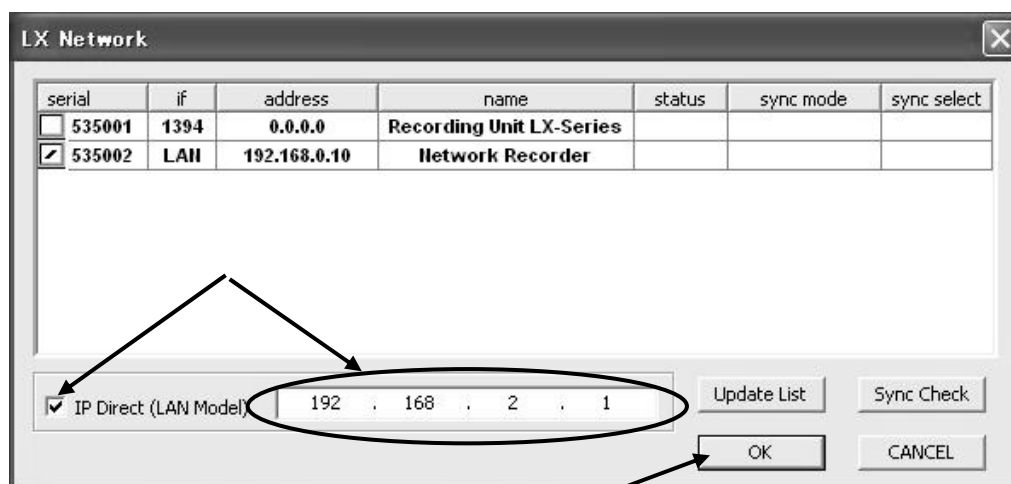 LX Network
serial if address name status sync mode sync select
535001 1394 0.0.0.0 Recording Unit LX-Series
535002 LAN 192.168.0.10 Network Recorder
IP Direct (LAN Model) 192 . 168 . 2 . 1 Update List Sync Check
OK CANCEL